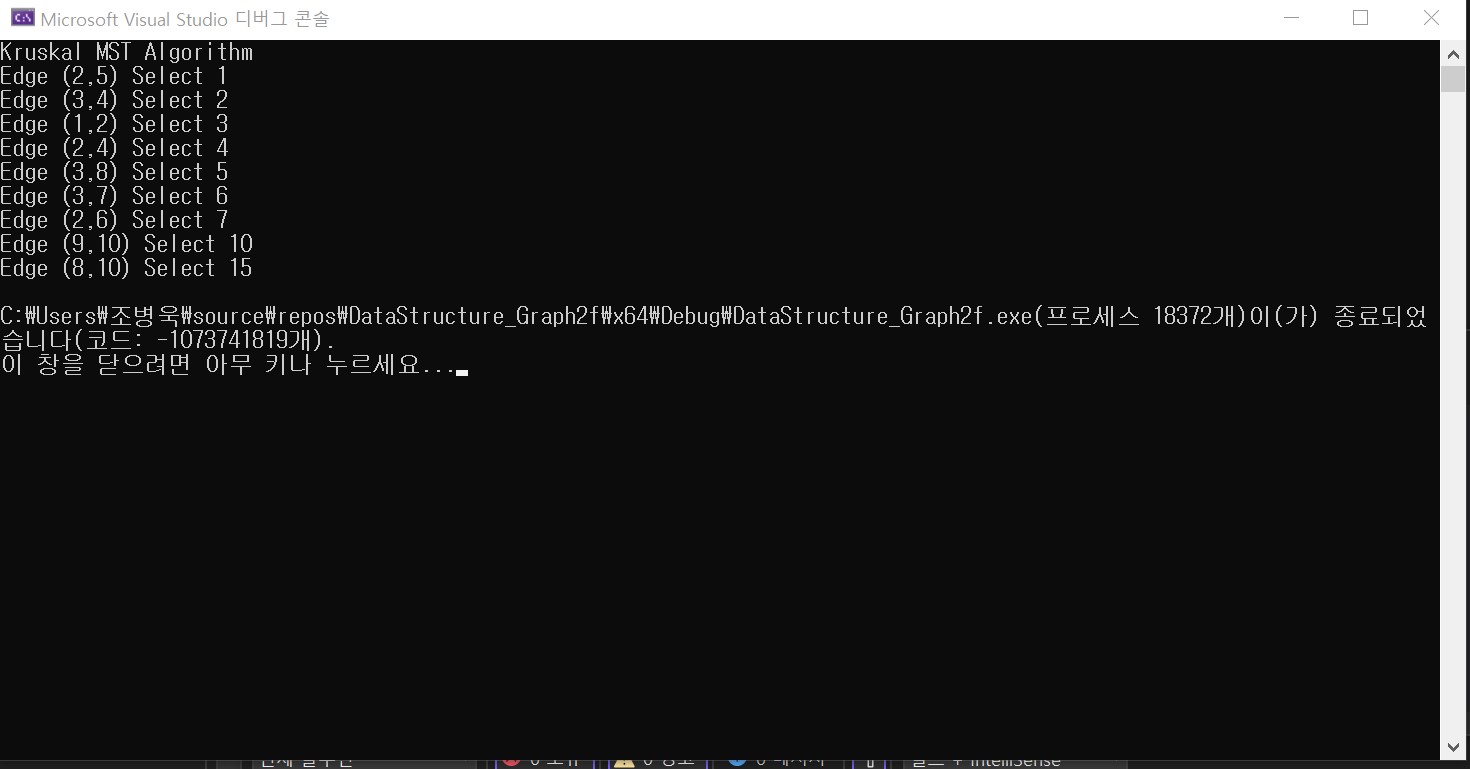 Microsoft Visual Studio 디버그 콘솔
Kruskal MST Algorithm
Edge (2,5) Select 1
Edge (3,4) Select 2
Edge (1,2) Select 3
Edge (2,4) Select 4
Edge (3,8) Select 5
Edge (3,7) Select 6
Edge (2,6) Select 7
Edge (9,10) Select 10
Edge (8,10) Select 15
C:₩Users₩조병욱₩source₩repos₩DataStructure_Graph2f₩x64₩Debug₩DataStructure_Graph2f.exe(프로세스 18372개)이(가) 종료되었
습니다(코드: -1073741819개).
이 창을 닫으려면 아무 키나 누르세요...
IntelliSense